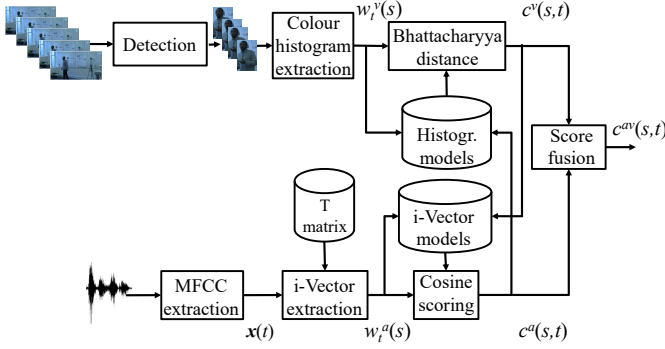 w_t^v(s)
c^v(s,t)
Detection
Colour
histogram
extraction
Bhattacharyya
distance
Histogr.
models
Score
fusion
c^av(s,t)
T
matrix
i-Vector
models
MFCC
extraction
i-Vector
extraction
Cosine
scoring
x(t)
w_t^a(s)
c^a(s,t)